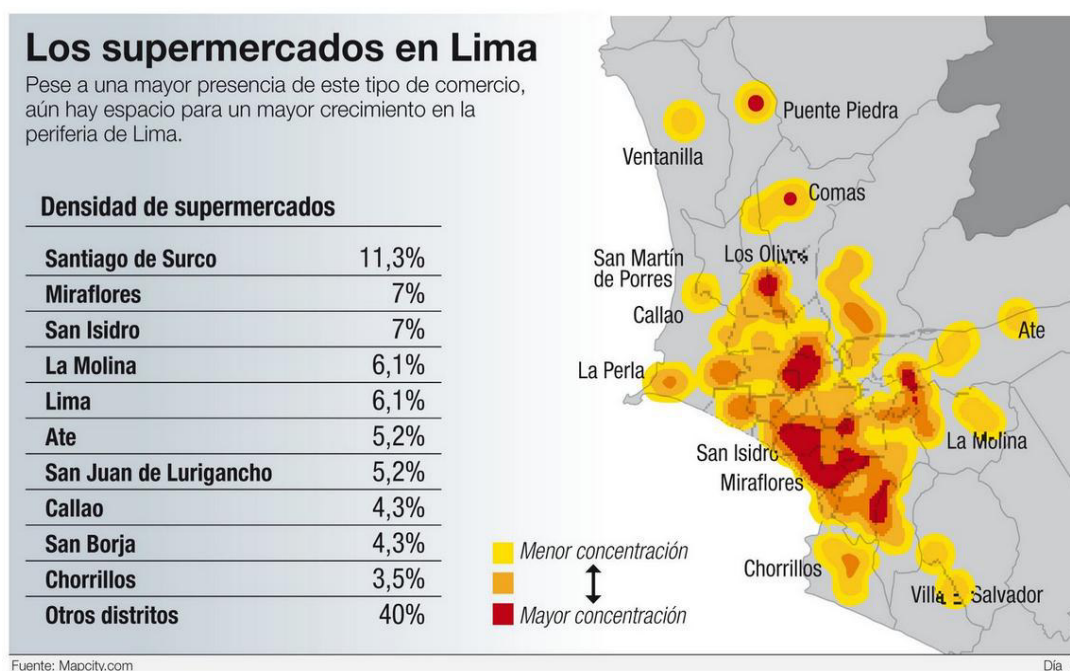 Los supermercados en Lima
Pese a una mayor presencia de este tipo de comercio,
aún hay espacio para un mayor crecimiento en la
periferia de Lima.
Densidad de supermercados
Santiago de Surco 11,3%
Miraflores 7%
San Isidro 7%
La Molina 6,1%
Lima 6,1%
Ate 5,2%
San Juan de Lurigancho 5,2%
Callao 4,3%
San Borja 4,3%
Chorrillos 3,5%
Otros distritos 40%
Puente Piedra
Ventanilla
Comas
Los Olivos
San Martín
de Porres
Callao
Ate
La Perla
La Molina
San Isidro
Miraflores
Chorrillos
Villa El Salvador
Menor concentración
Mayor concentración
Fuente: Mapcity.com
Día